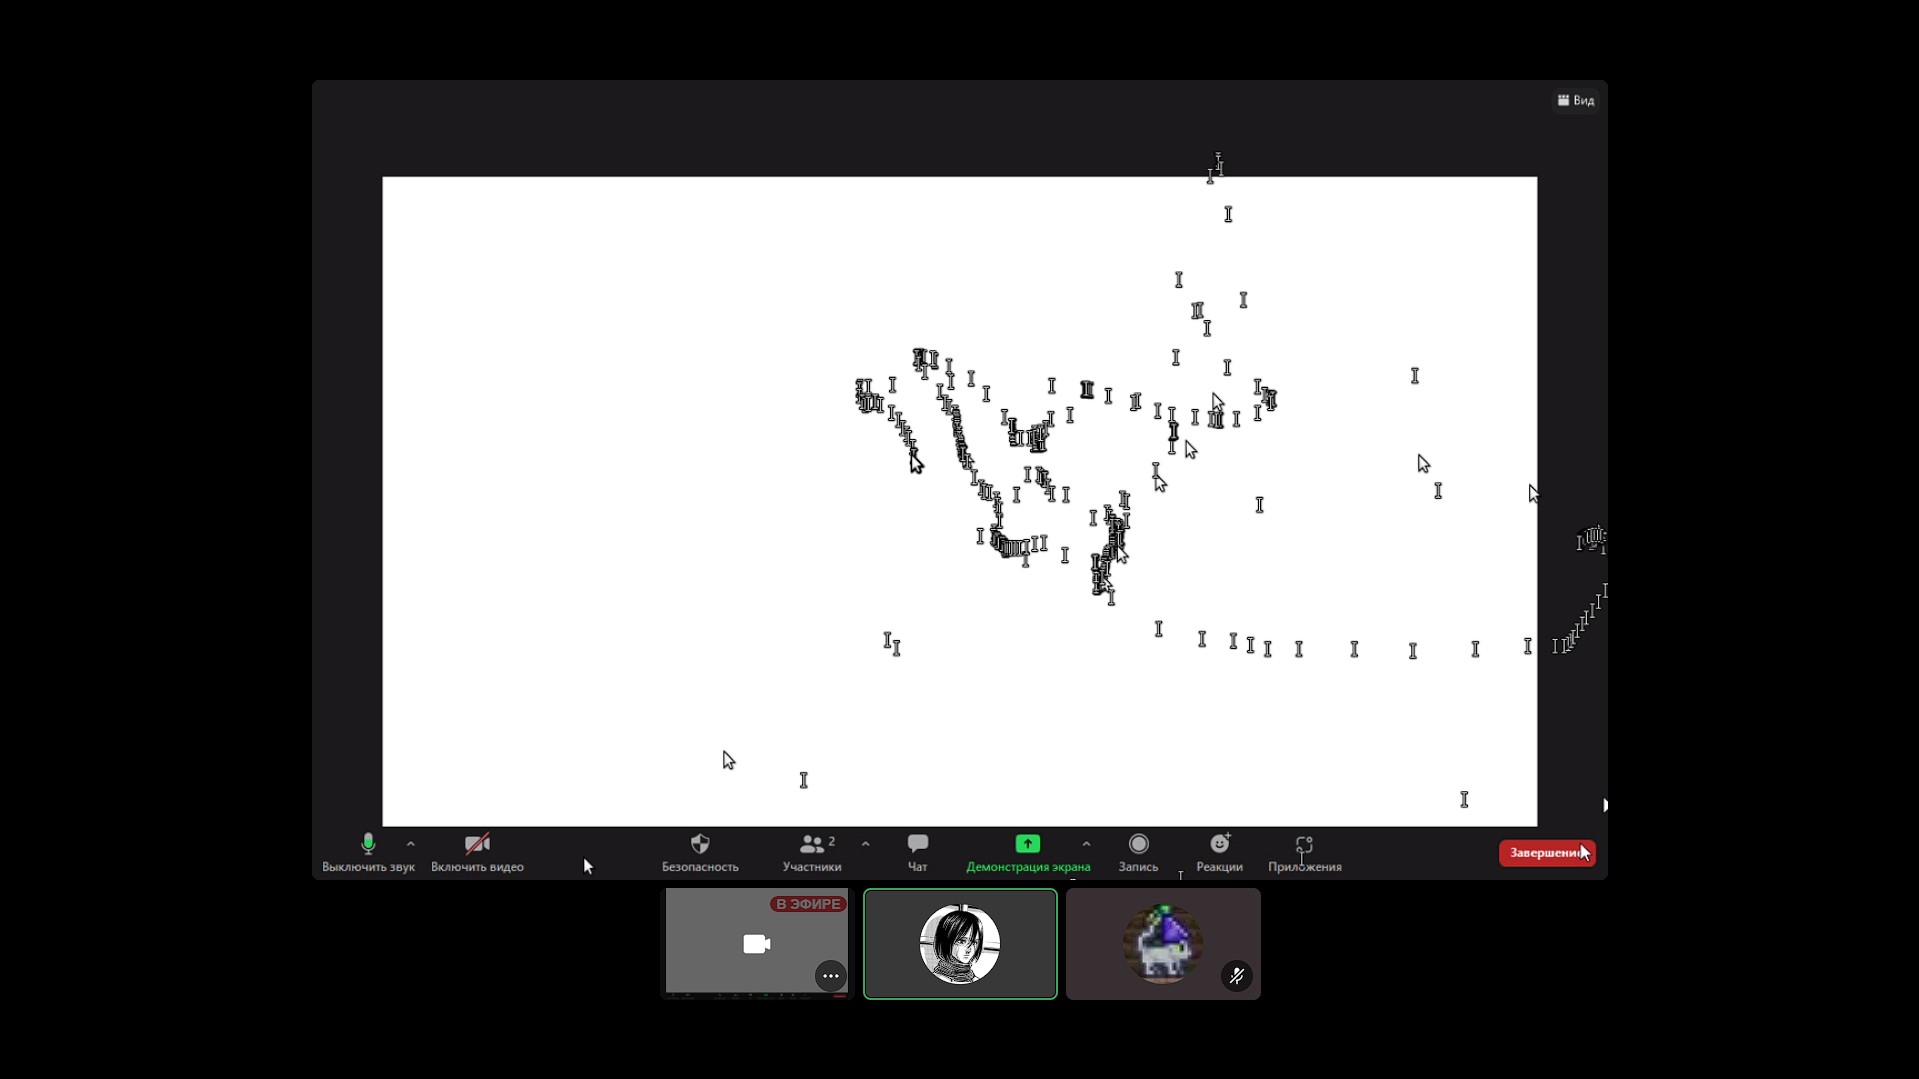 Вид
Выключить звук
Включить видео
Безопасность
Участники
2
Чат
Демонстрация экрана
Запись
Реакции
Приложения
Завершение
В ЭФИРЕ